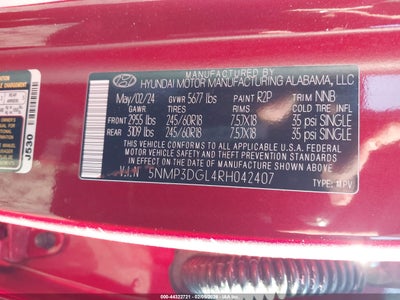 MANUFACTURED BY
HYUNDAI MOTOR MANUFACTURING ALABAMA, LLC
May/02/24 GVWR 5677 lbs PAINT R2P TRIM NNB
GAWR TIRES RIMS COLD TIRE INFL
FRONT 2955 lbs 245/60R18 7.5JX18 35 psi SINGLE
REAR 3109 lbs 245/60R18 7.5JX18 35 psi SINGLE
THIS VEHICLE CONFORMS TO ALL APPLICABLE FEDERAL
MOTOR VEHICLE SAFETY, BUMPER, AND THEFT PREVENTION STANDARDS
IN EFFECT ON THE DATE OF MANUFACTURE SHOWN ABOVE.
V.I.N 5NMP3DGL4RH042407
TYPE: MPV
J530